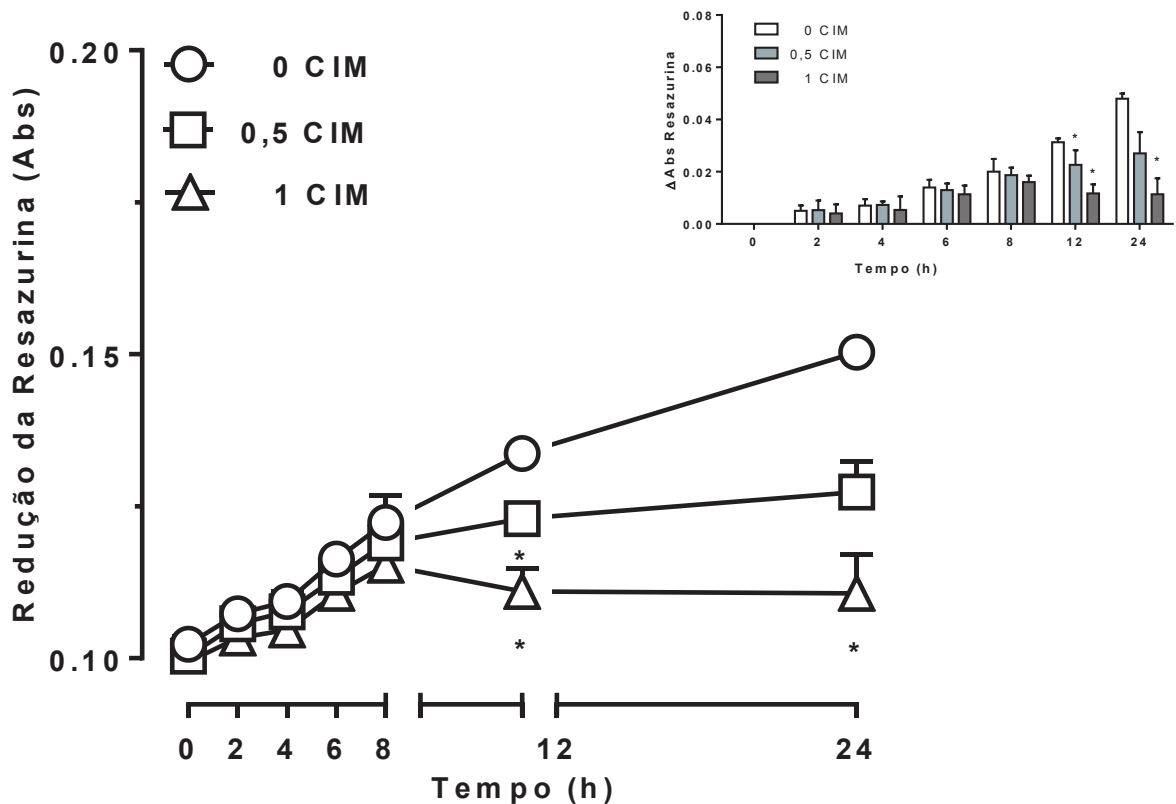 0.20
0.15
0.10
Redução da Resazurina (Abs)
0 CIM
0,5 CIM
1 CIM
*
*
*
0 2 4 6 8 12 24
Tempo (h)
0.08
0.06
0.04
0.02
0.00
ΔAbs Resazurina
0 CIM
0,5 CIM
1 CIM
*
*
*
0 2 4 6 8 12 24
Tempo (h)